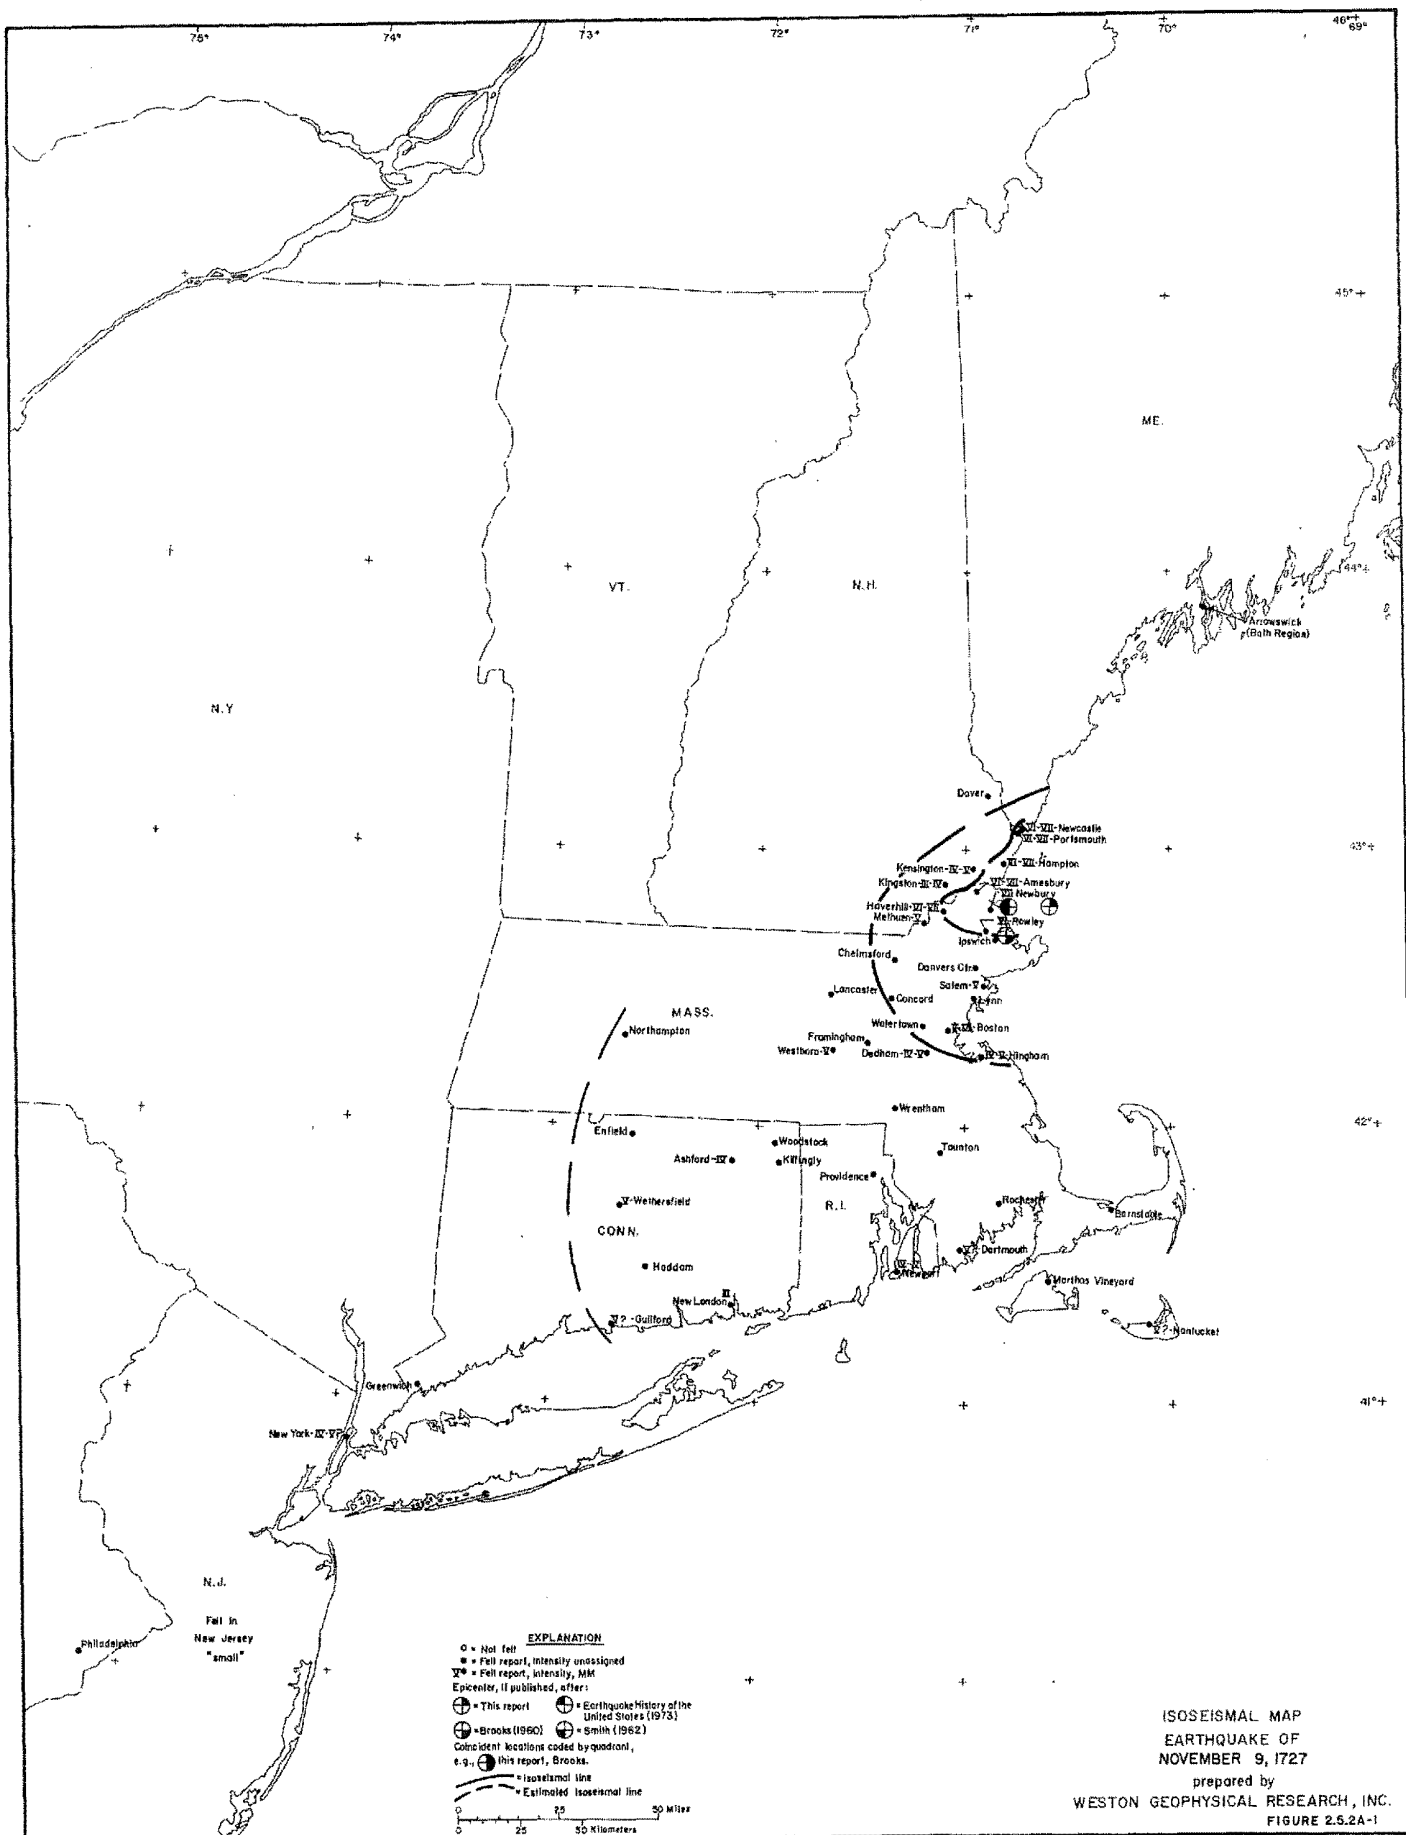 75°
74°
73°
72°
71°
70°
46°
69°
45°
ME.
44°
VT.
N.H.
Arrowswick
(Bath Region)
N.Y
Dover
VI-VII-Newcastle
VI-VII-Portsmouth
43°
Kensington-IV-V
VI-VII-Hampton
Kingston-III-IV
VI-VII-Amesbury
VII Newbury
Haverhill-VI-VII
Methuen-V
VI-Rowley
Ipswich
Chelmsford
Danvers Ctr.
Salem-V
Lancaster
Concord
Lynn
MASS.
Northampton
Watertown
V-VI-Boston
Framingham
Westboro-V
Dedham-IV-V
IV-V-Hingham
Wrentham
42°
Enfield
Woodstock
Taunton
Ashford-IV
Killingly
Providence
V-Wethersfield
R.I.
Rochester
Barnstable
CONN.
V?-Dartmouth
Haddam
IV-V
Newport
Marthas Vineyard
III
New London
V?-Guilford
V?-Nantucket
Greenwich
41°
New York-IV-V?
N.J.
Felt in
New Jersey
"small"
Philadelphia
EXPLANATION
= Not felt
= Felt report, intensity unassigned
V = Felt report, intensity, MM
Epicenter, if published, after:
= This report
= Earthquake History of the
United States (1973)
= Brooks (1960)
= Smith (1962)
Coincident locations coded by quadrant,
e.g., this report, Brooks.
= Isoseismal line
= Estimated isoseismal line
0 25 50 Miles
0 25 50 Kilometers
ISOSEISMAL MAP
EARTHQUAKE OF
NOVEMBER 9, 1727
prepared by
WESTON GEOPHYSICAL RESEARCH, INC.
FIGURE 2.5.2A-1